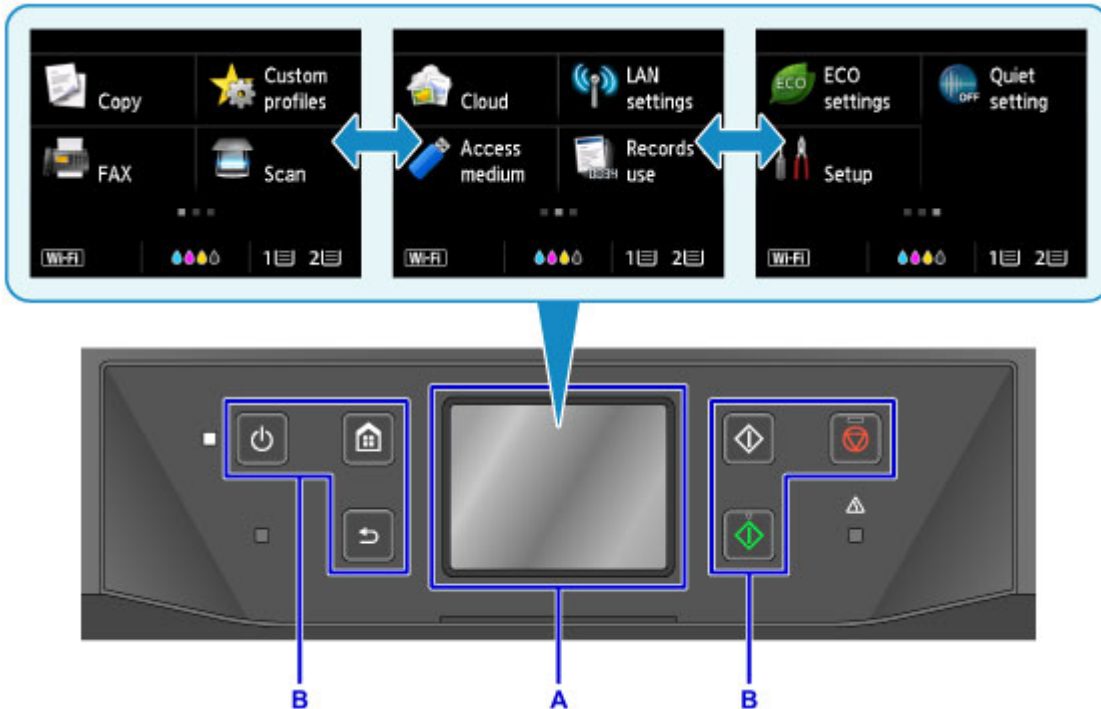 Copy
Custom
profiles
FAX
Scan
Wi-Fi
1 2
Cloud
LAN
settings
Access
medium
Records
use
Wi-Fi
1 2
ECO
ECO
settings
OFF
Quiet
setting
Setup
Wi-Fi
1 2
B
A
B